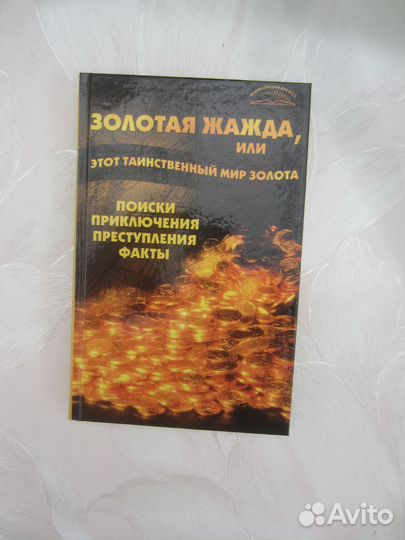 ЗОЛОТАЯ ЖАЖДА,
ИЛИ
ЭТОТ ТАИНСТВЕННЫЙ МИР ЗОЛОТА
ПОИСКИ
ПРИКЛЮЧЕНИЯ
ПРЕСТУПЛЕНИЯ
ФАКТЫ
Avito